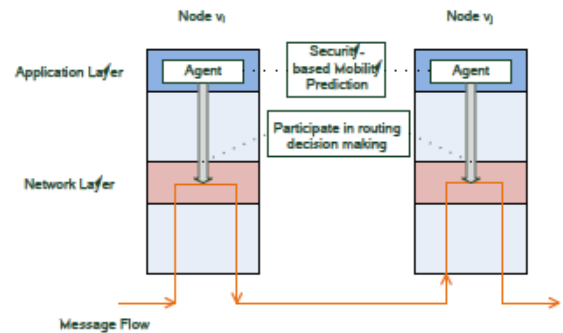 Node vᵢ
Node vⱼ
Application Layer
Agent
Security-
based Mobility
Prediction
Agent
Participate in routing
decision making
Network Layer
Message Flow